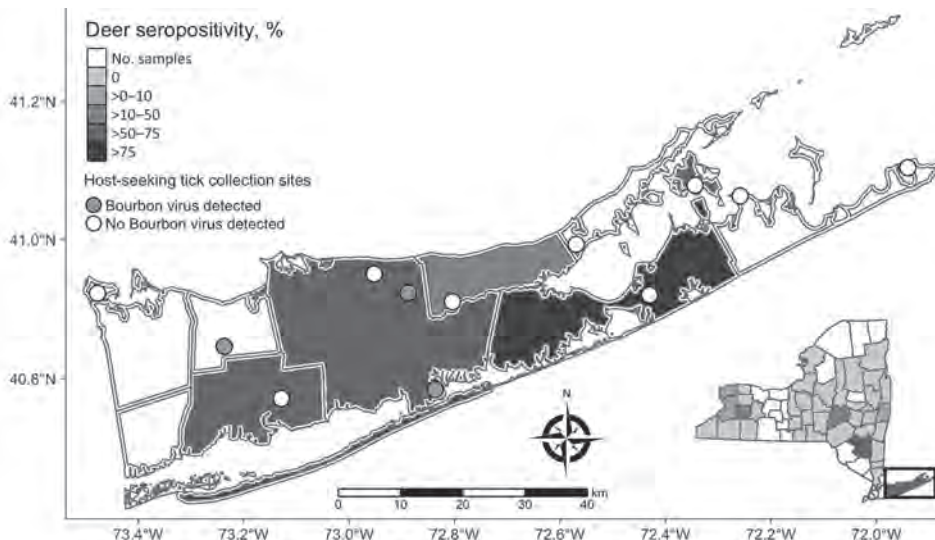 Deer seropositivity, %
No. samples
0
>0–10
>10–50
>50–75
>75
Host-seeking tick collection sites
Bourbon virus detected
No Bourbon virus detected
41.2°N
41.0°N
40.8°N
N
0 10 20 30 40 km
73.4°W 73.2°W 73.0°W 72.8°W 72.6°W 72.4°W 72.2°W 72.0°W